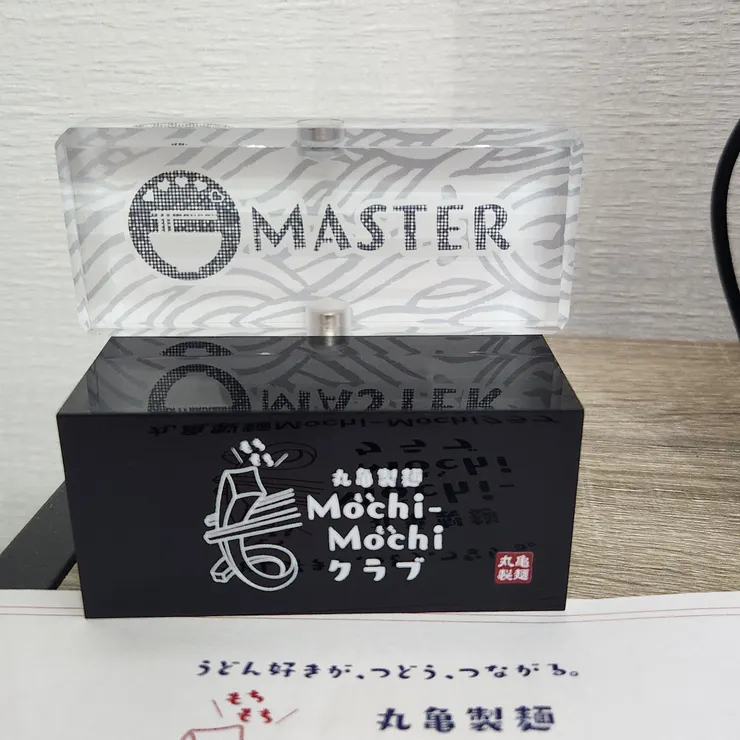 MASTER
丸亀製麺
Mochi-
Mochi
クラブ
丸亀
製麺
うどん好きが、つどう、つながる。
もち
もち
丸亀製麺